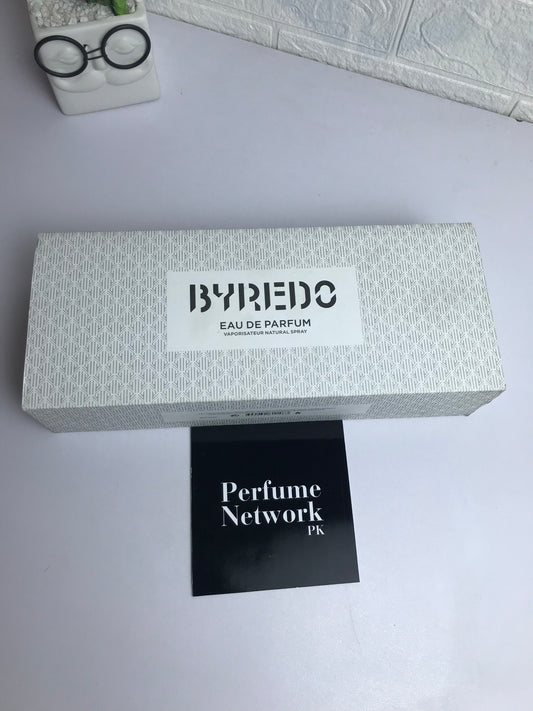 BYREDO
EAU DE PARFUM
VAPORISATEUR NATURAL SPRAY
Perfume
Network
PK